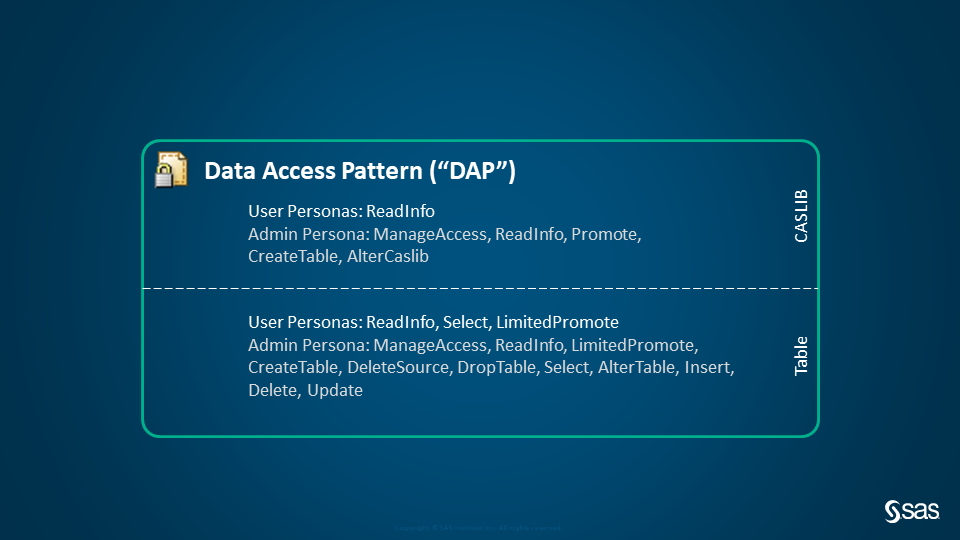 Data Access Pattern (“DAP”)
User Personas: ReadInfo
Admin Persona: ManageAccess, ReadInfo, Promote,
CreateTable, AlterCaslib
CASLIB
User Personas: ReadInfo, Select, LimitedPromote
Admin Persona: ManageAccess, ReadInfo, LimitedPromote,
CreateTable, DeleteSource, DropTable, Select, AlterTable, Insert,
Delete, Update
Table
sas